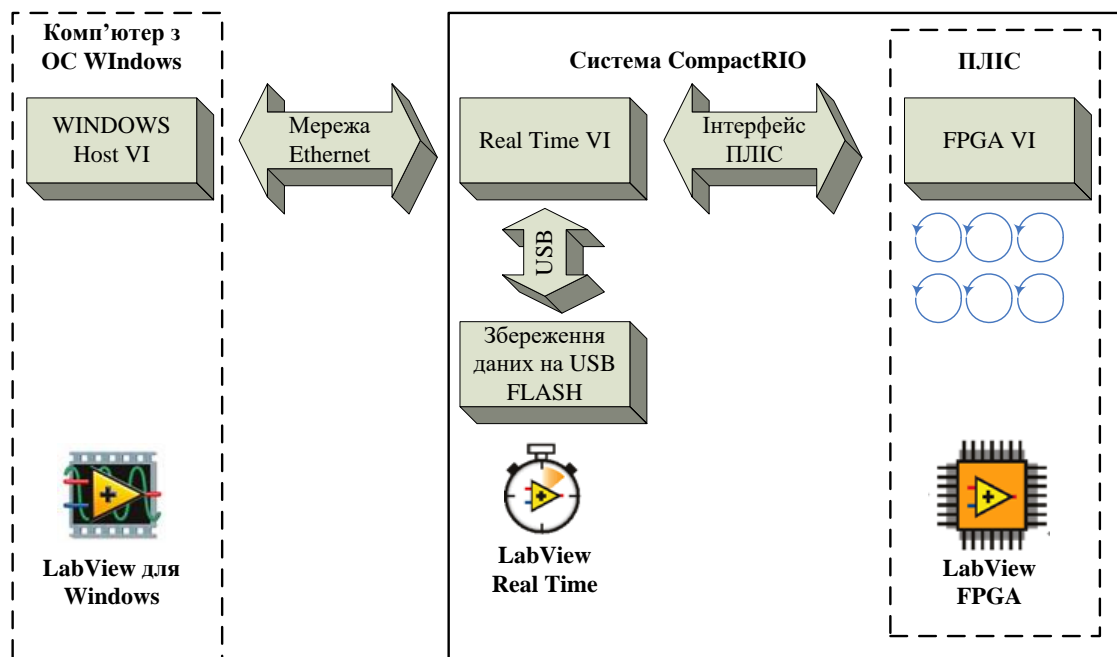 Комп’ютер з
ОС WIndows
WINDOWS
Host VI
Мережа
Ethernet
Система CompactRIO
Real Time VI
Інтерфейс
ПЛІС
ПЛІС
FPGA VI
USB
Збереження
даних на USB
FLASH
LabView для
Windows
LabView
Real Time
LabView
FPGA